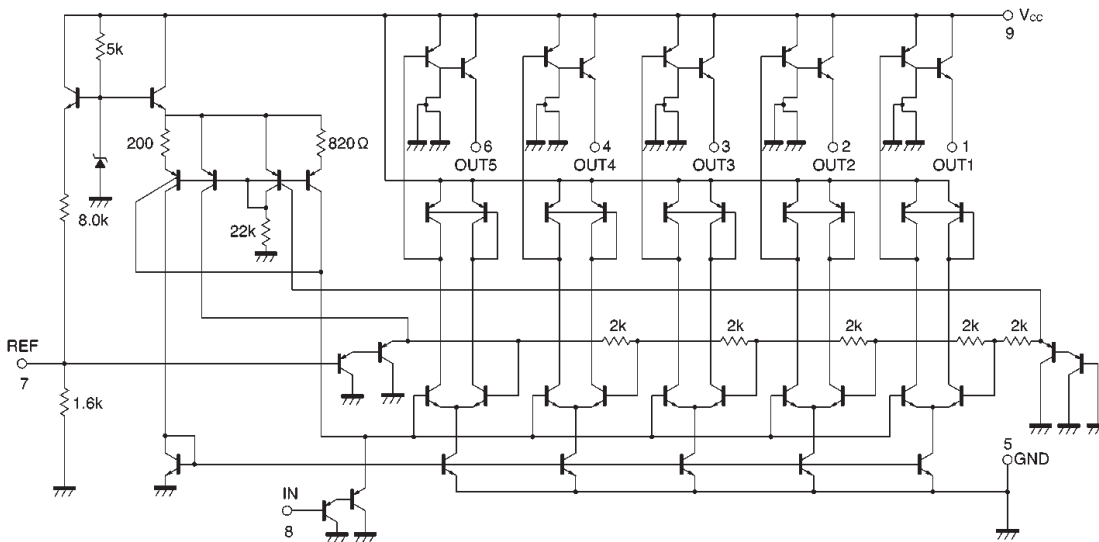 Vcc
9
5k
200
820Ω
6
OUT5
4
OUT4
3
OUT3
2
OUT2
1
OUT1
8.0k
22k
2k
2k
2k
2k
2k
REF
7
1.6k
5
GND
IN
8